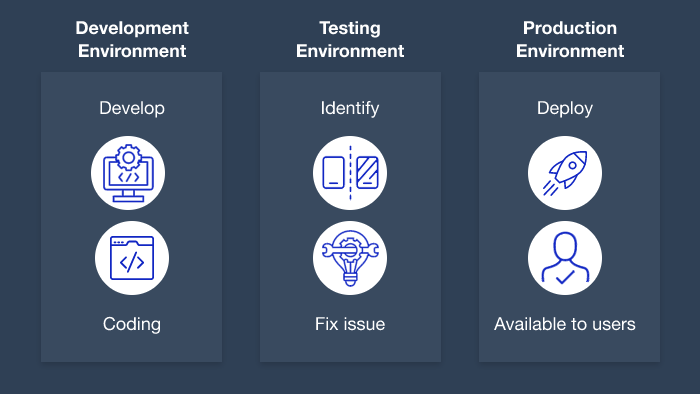 Development
Environment
Testing
Environment
Production
Environment
Develop
Identify
Deploy
</>
</>
Coding
Fix issue
Available to users